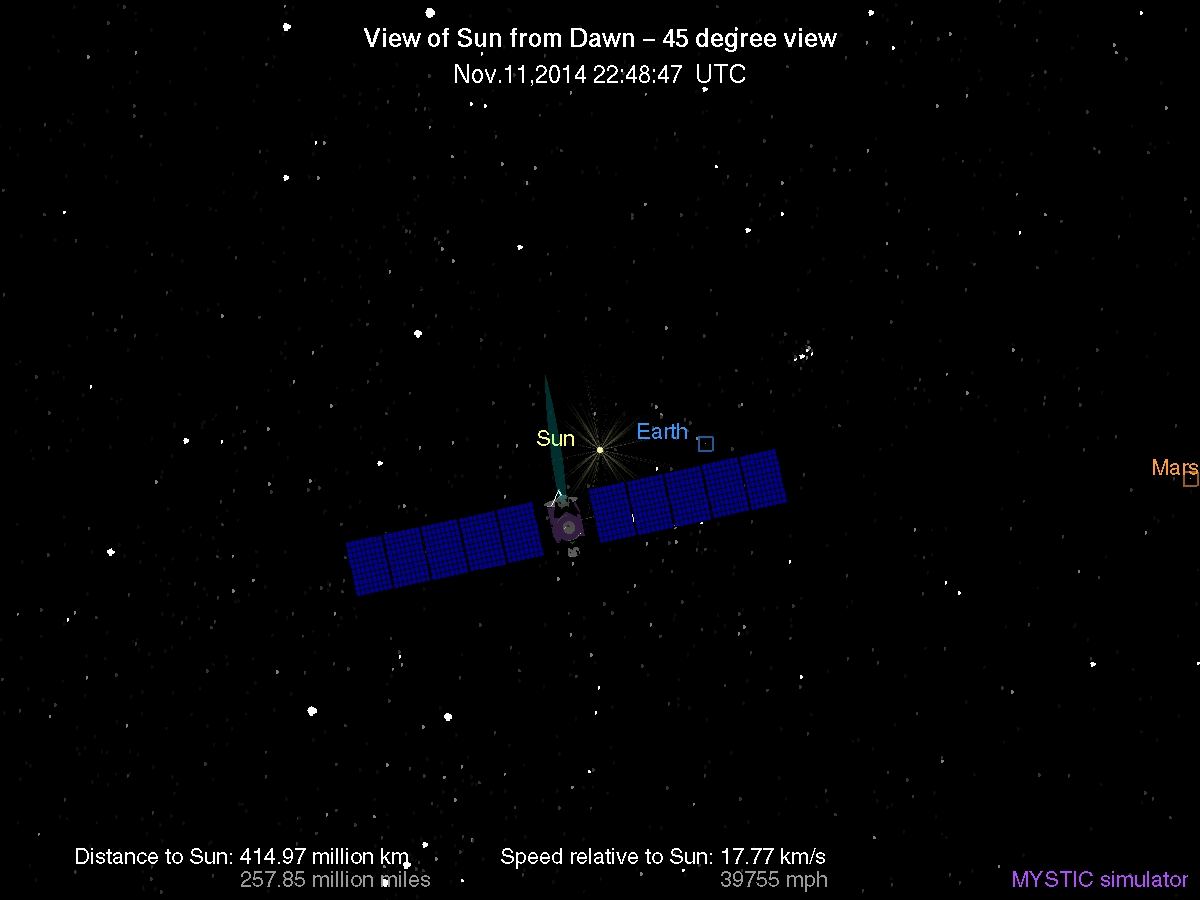 View of Sun from Dawn – 45 degree view
Nov.11,2014 22:48:47 UTC
Sun
Earth
Mars
Distance to Sun: 414.97 million km
257.85 million miles
Speed relative to Sun: 17.77 km/s
39755 mph
MYSTIC simulator